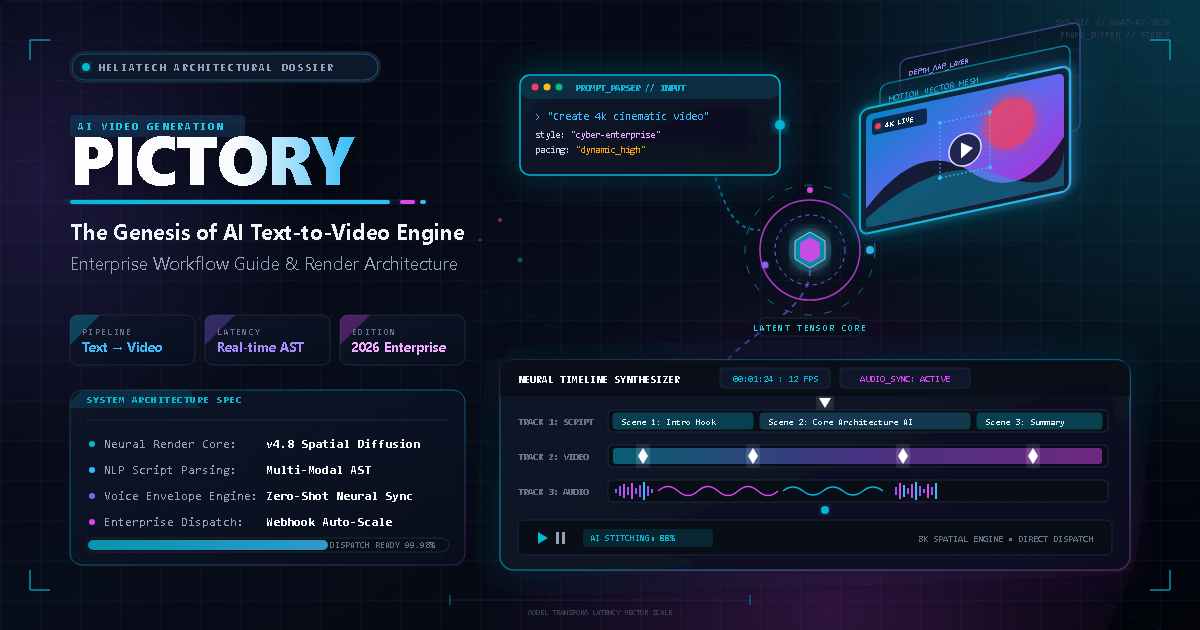 SYS_REF // 9948-AX-2026
FRAME_BUFFER // STABLE
HELIATECH ARCHITECTURAL DOSSIER
AI VIDEO GENERATION
PICTORY
The Genesis of AI Text-to-Video Engine
Enterprise Workflow Guide & Render Architecture
PIPELINE
Text → Video
LATENCY
Real-time AST
EDITION
2026 Enterprise
SYSTEM ARCHITECTURE SPEC
Neural Render Core: v4.8 Spatial Diffusion
NLP Script Parsing: Multi-Modal AST
Voice Envelope Engine: Zero-Shot Neural Sync
Enterprise Dispatch: Webhook Auto-Scale
DISPATCH READY 99.98%
PROMPT_PARSER // INPUT
› "Create 4k cinematic video"
style: "cyber-enterprise"
pacing: "dynamic_high"
DEPTH_MAP_LAYER
MOTION VECTOR MESH
4K LIVE
LATENT TENSOR CORE
NEURAL TIMELINE SYNTHESIZER
00:01:24 : 12 FPS
AUDIO_SYNC: ACTIVE
TRACK 1: SCRIPT
Scene 1: Intro Hook
Scene 2: Core Architecture AI
Scene 3: Summary
TRACK 2: VIDEO
TRACK 3: AUDIO
AI STITCHING: 88%
8K SPATIAL ENGINE • DIRECT DISPATCH
MODEL TRANSFORM LATENCY VECTOR SCALE